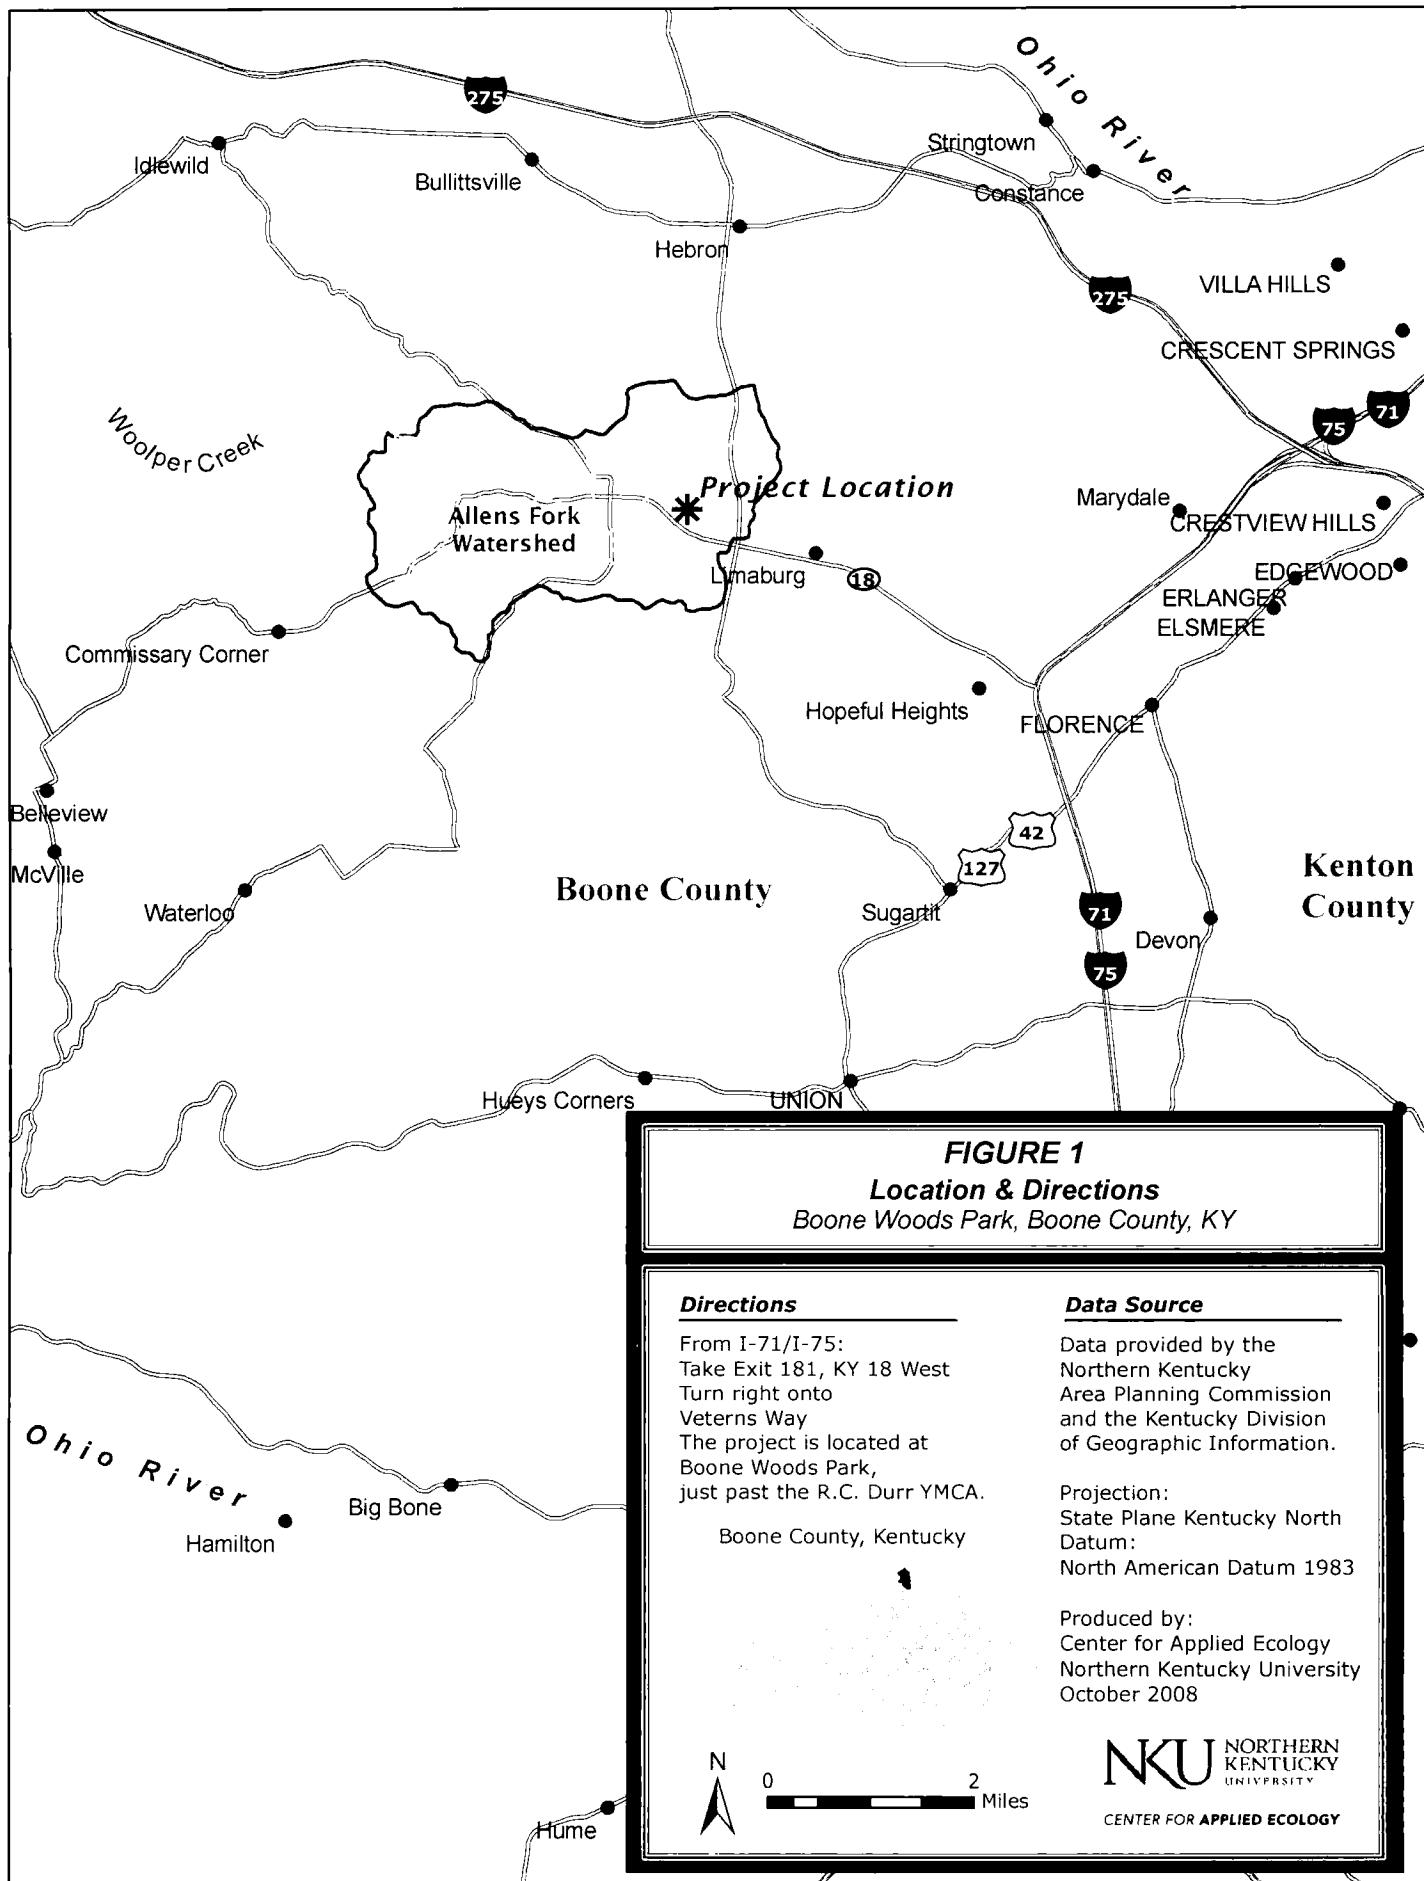 Ohio River
275
Stringtown
Idlewild
Bullittsville
Constance
Hebron
VILLA HILLS
275
CRESCENT SPRINGS
71
75
Woolper Creek
Project Location
Marydale
Allens Fork
Watershed
CRESTVIEW HILLS
Limaburg
18
EDGEWOOD
ERLANGER
ELSMERE
Commissary Corner
Hopeful Heights
FLORENCE
Belleview
42
127
McVille
Boone County
Kenton
County
Waterloo
Sugartit
71
Devon
75
Hueys Corners
UNION
FIGURE 1
Location & Directions
Boone Woods Park, Boone County, KY
Directions
From I-71/I-75:
Take Exit 181, KY 18 West
Turn right onto
Veterns Way
The project is located at
Boone Woods Park,
just past the R.C. Durr YMCA.
Boone County, Kentucky
Data Source
Data provided by the
Northern Kentucky
Area Planning Commission
and the Kentucky Division
of Geographic Information.
Projection:
State Plane Kentucky North
Datum:
North American Datum 1983
Produced by:
Center for Applied Ecology
Northern Kentucky University
October 2008
Ohio River
Big Bone
Hamilton
N
0 2
Miles
NKU NORTHERN
KENTUCKY
UNIVERSITY
CENTER FOR APPLIED ECOLOGY
Hume